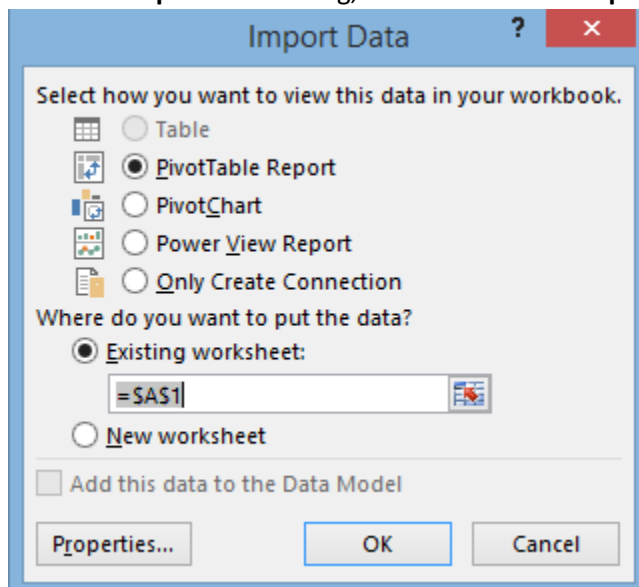 Import Data ?
Select how you want to view this data in your workbook.
Table
PivotTable Report
PivotChart
Power View Report
Only Create Connection
Where do you want to put the data?
Existing worksheet:
=$A$1
New worksheet
Add this data to the Data Model
Properties... OK Cancel